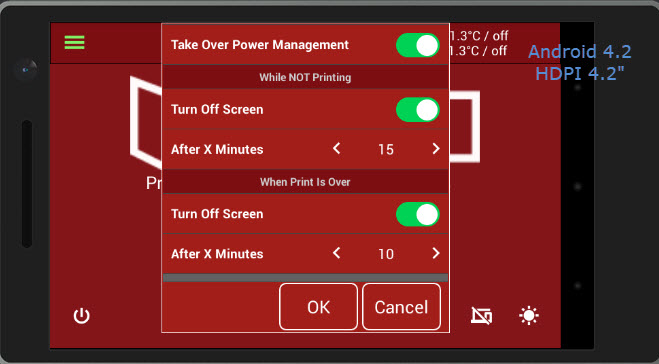 Take Over Power Management
1.3°C / off
1.3°C / off
Android 4.2
HDPI 4.2"
While NOT Printing
Turn Off Screen
After X Minutes
15
Pr
When Print Is Over
Turn Off Screen
After X Minutes
10
OK
Cancel